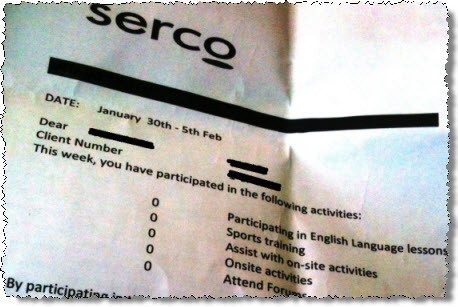 serco
DATE: January 30th - 5th Feb
Dear
Client Number
This week, you have participated in the following activities:
0 Participating in English Language lessons
0 Sports training
0 Assist with on-site activities
0 Onsite activities
0 Attend Forums
By participating